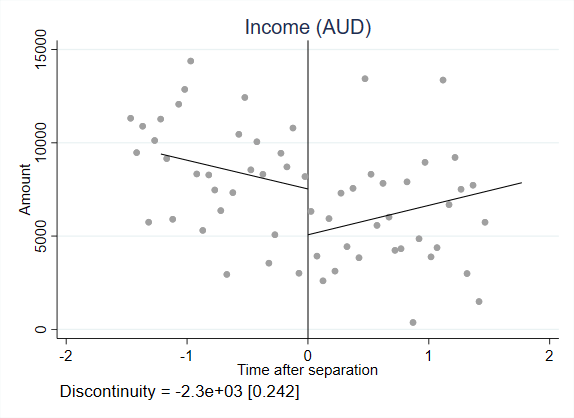 Income (AUD)
15000
10000
5000
0
Amount
-2
-1
0
1
2
Time after separation
Discontinuity = -2.3e+03 [0.242]